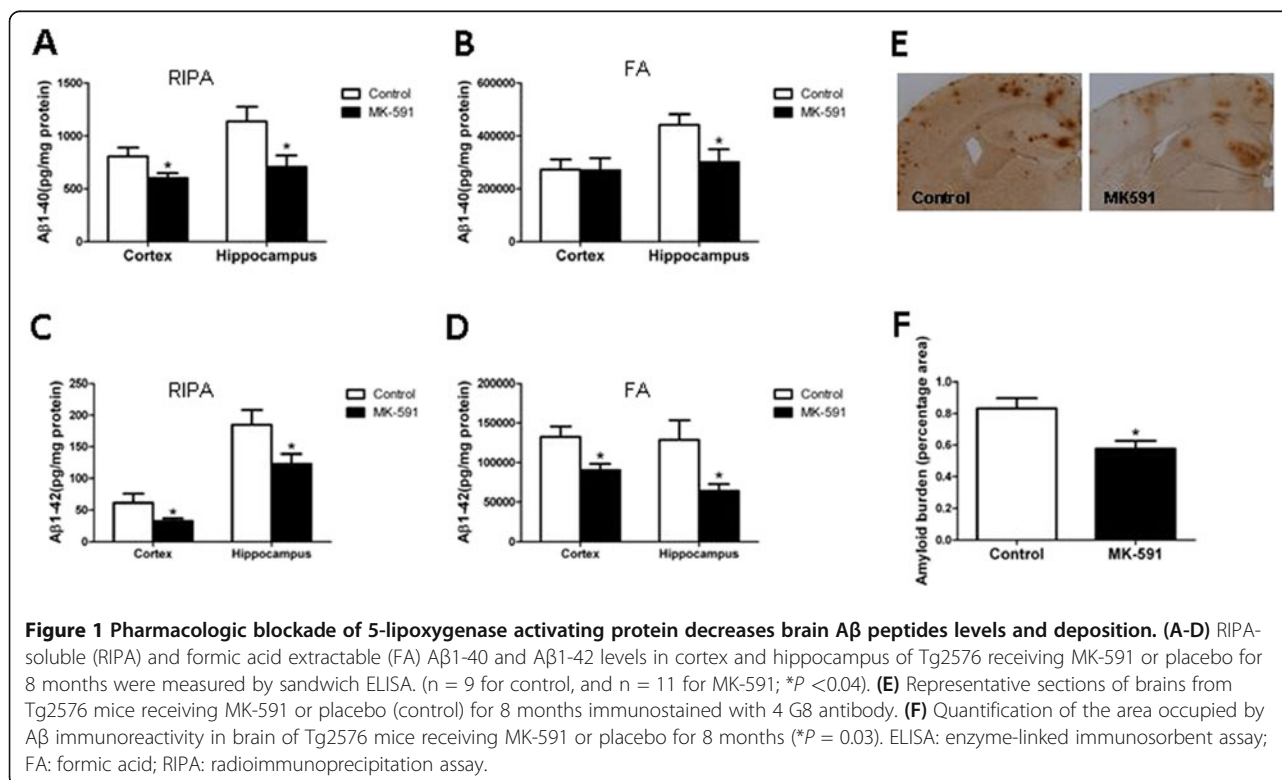 A
RIPA
Aβ1-40(pg/mg protein)
1500
1000
500
0
Cortex
Hippocampus
Control
MK-591
*
*
B
FA
Aβ1-40(pg/mg protein)
600000
400000
200000
0
Cortex
Hippocampus
Control
MK-591
*
E
Control
MK591
C
RIPA
Aβ1-42(pg/mg protein)
250
200
150
100
50
0
Cortex
Hippocampus
Control
MK-591
*
*
D
FA
Aβ1-42(pg/mg protein)
200000
150000
100000
50000
0
Cortex
Hippocampus
Control
MK-591
*
*
F
Amyloid burden (percentage area)
1.0
0.8
0.6
0.4
0.2
0.0
Control
MK-591
*
Figure 1 Pharmacologic blockade of 5-lipoxygenase activating protein decreases brain Aβ peptides levels and deposition. (A-D) RIPA-
soluble (RIPA) and formic acid extractable (FA) Aβ1-40 and Aβ1-42 levels in cortex and hippocampus of Tg2576 receiving MK-591 or placebo for
8 months were measured by sandwich ELISA. (n = 9 for control, and n = 11 for MK-591; *P <0.04). (E) Representative sections of brains from
Tg2576 mice receiving MK-591 or placebo (control) for 8 months immunostained with 4 G8 antibody. (F) Quantification of the area occupied by
Aβ immunoreactivity in brain of Tg2576 mice receiving MK-591 or placebo for 8 months (*P = 0.03). ELISA: enzyme-linked immunosorbent assay;
FA: formic acid; RIPA: radioimmunoprecipitation assay.